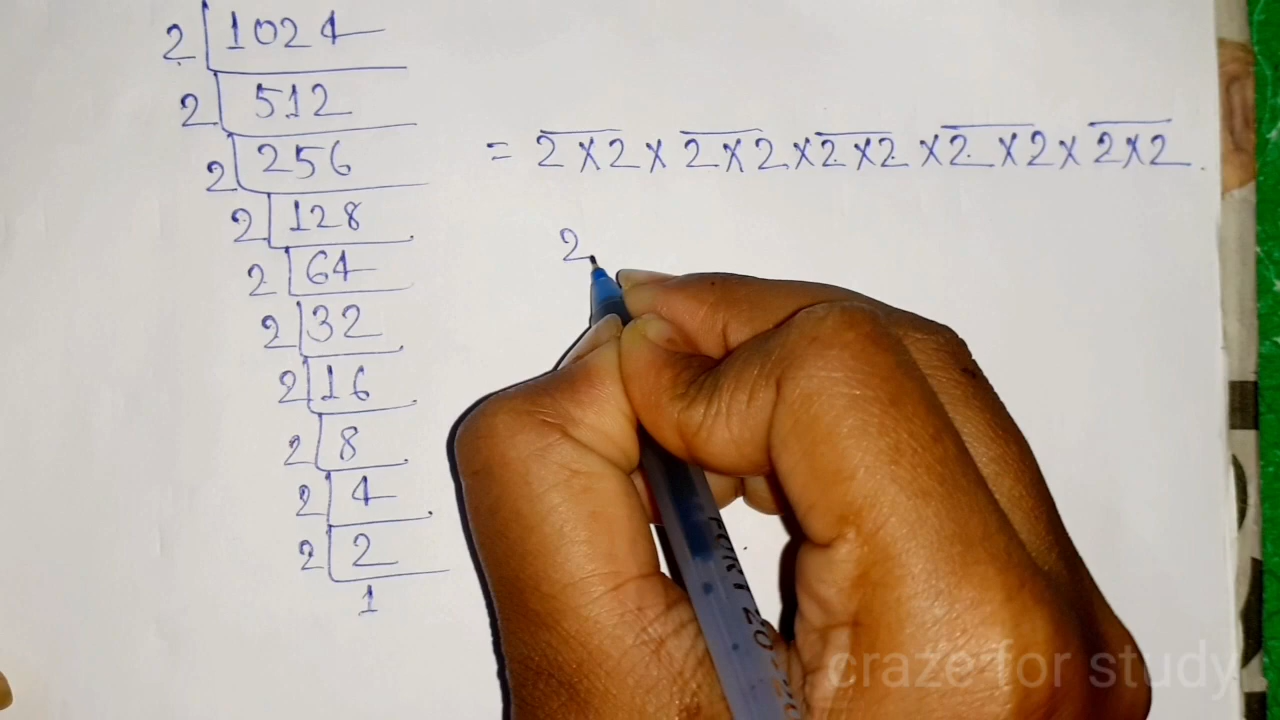 2 | 1024
2 | 512
2 | 256
2 | 128
2 | 64
2 | 32
2 | 16
2 | 8
2 | 4
2 | 2
1
= 2 × 2 × 2 × 2 × 2 × 2 × 2 × 2 × 2 × 2
2
craze for study